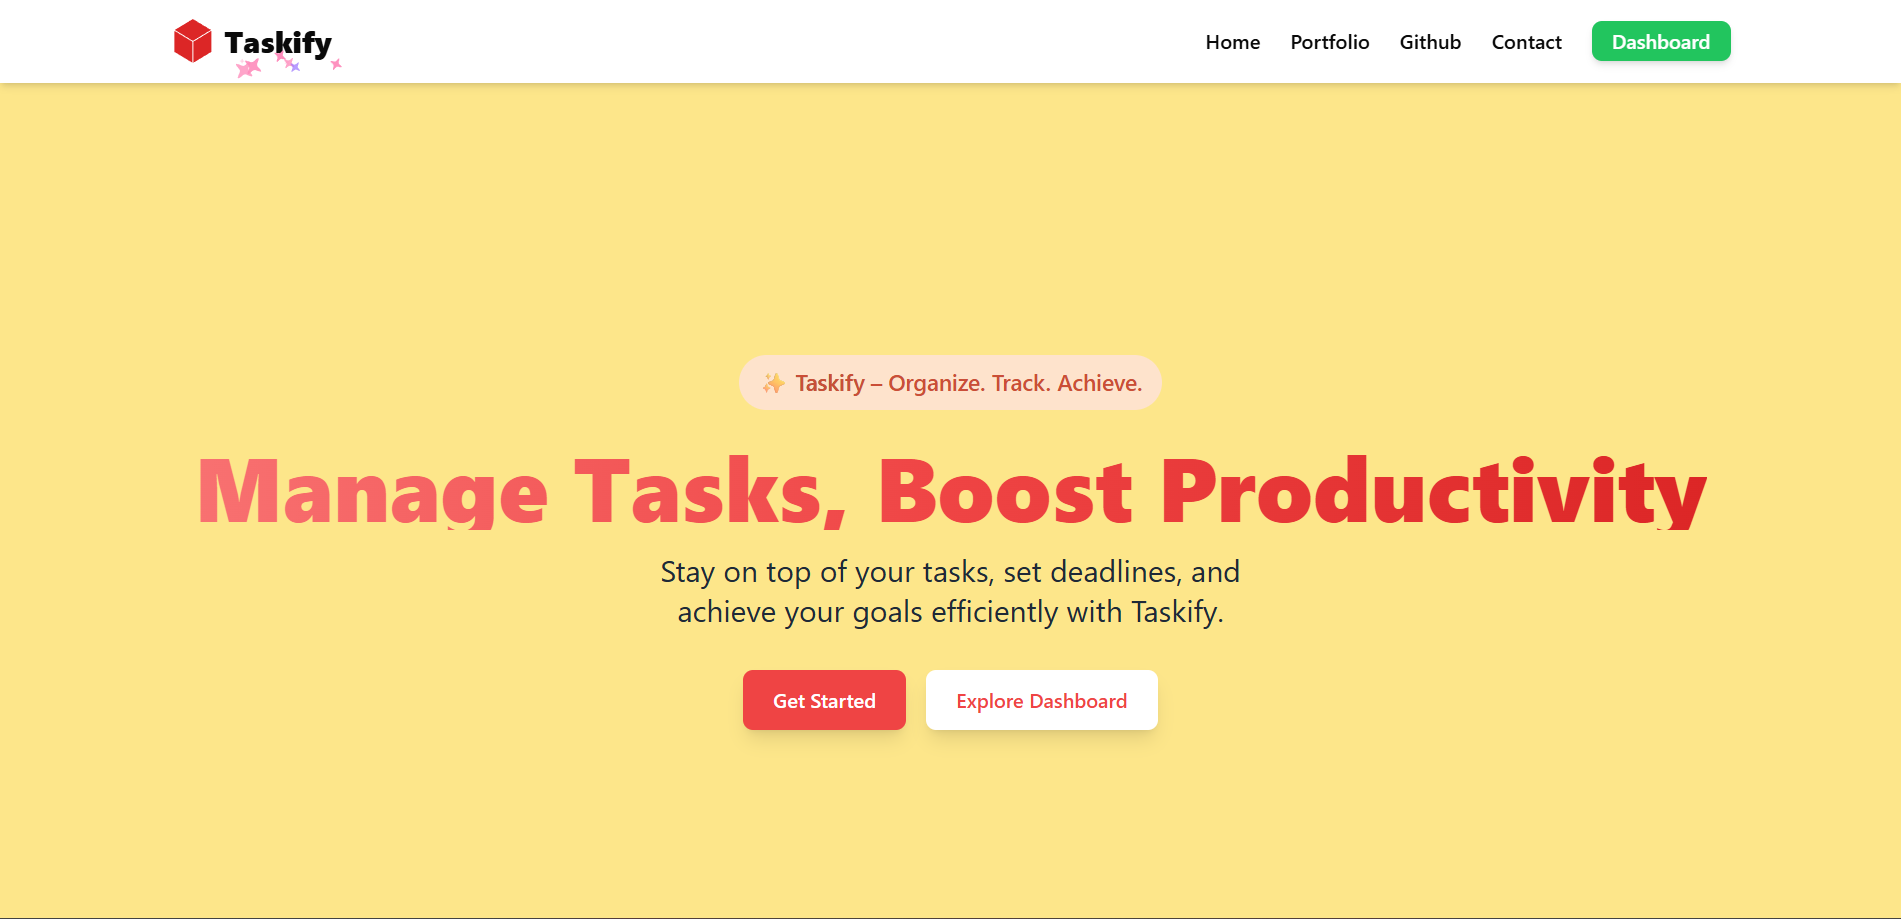 Taskify
Home Portfolio Github Contact Dashboard
✨ Taskify – Organize. Track. Achieve.
Manage Tasks, Boost Productivity
Stay on top of your tasks, set deadlines, and
achieve your goals efficiently with Taskify.
Get Started Explore Dashboard